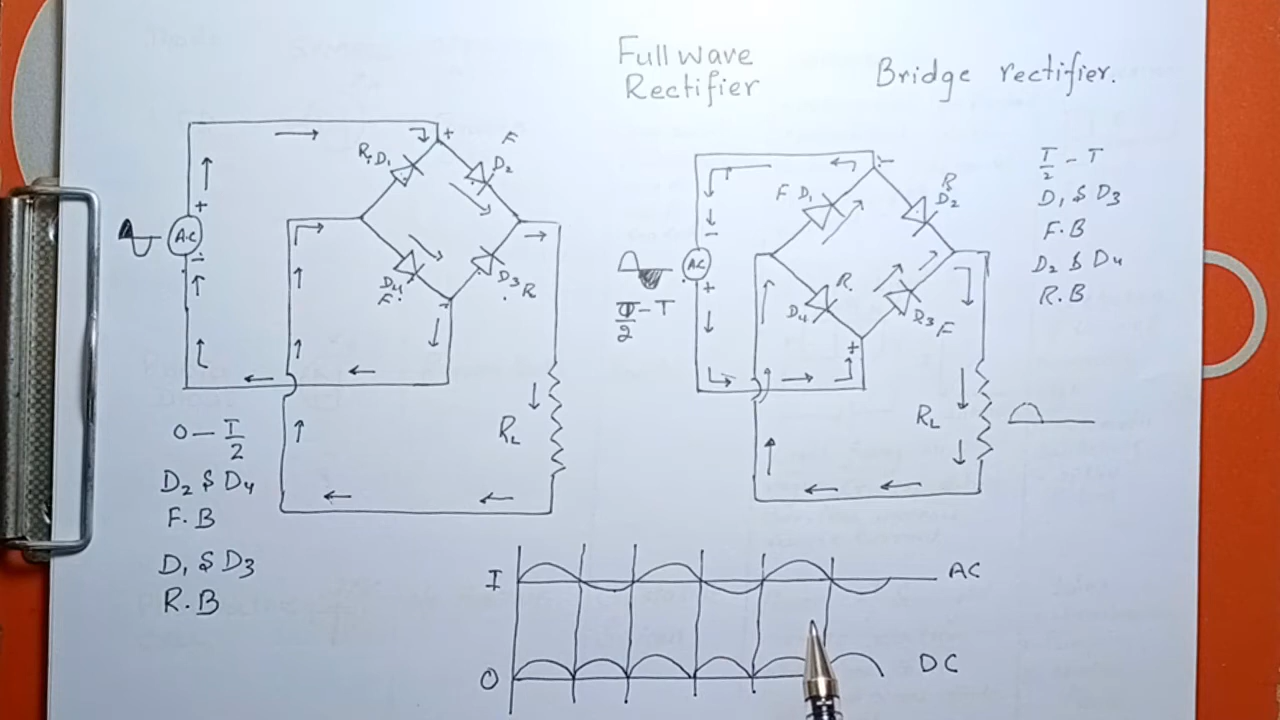 Full wave
Rectifier
Bridge rectifier.
+
F
R. D1
D2
+
A.C
-
D4
F.
D3 R
-
RL
0 - T/2
D2 $ D4
F. B
D1 $ D3
R. B
-
F D1
R
D2
-
AC
+
T/2 - T
R.
D4
D3 F
+
RL
T/2 - T
D1 $ D3
F. B
D2 $ D4
R. B
I
AC
O
DC